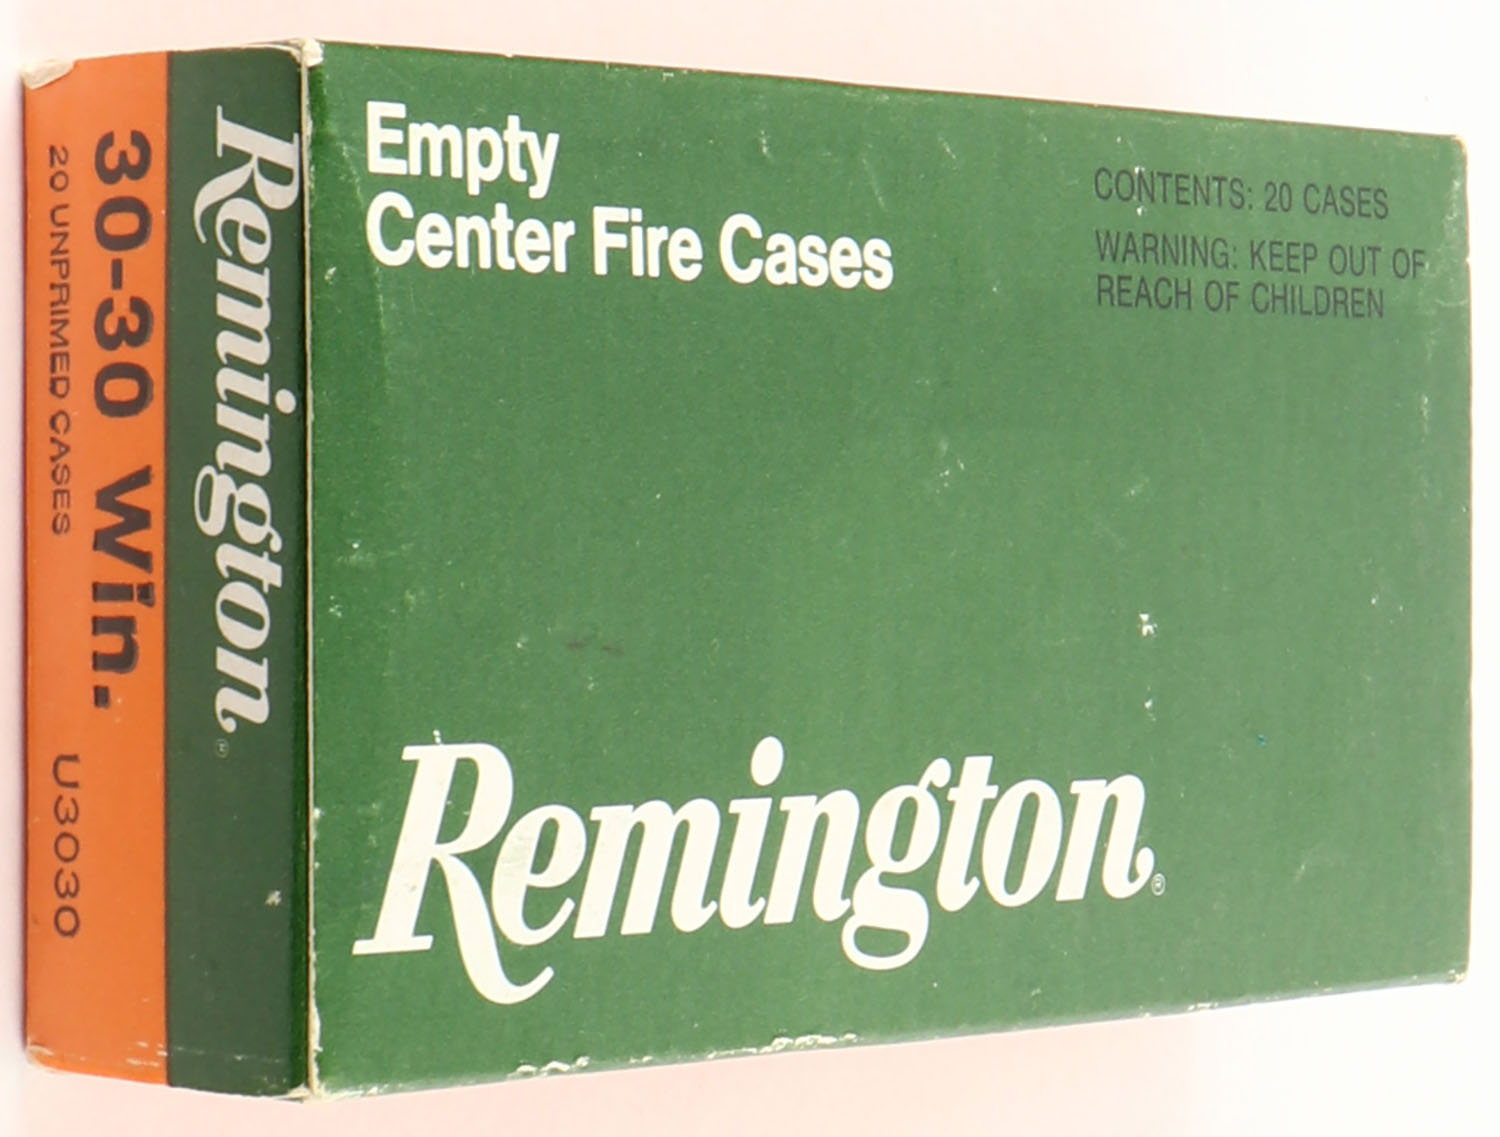 Empty
Center Fire Cases
CONTENTS: 20 CASES
WARNING: KEEP OUT OF
REACH OF CHILDREN
Remington®
Remington®
30-30 Win.
20 UNPRIMED CASES U3030